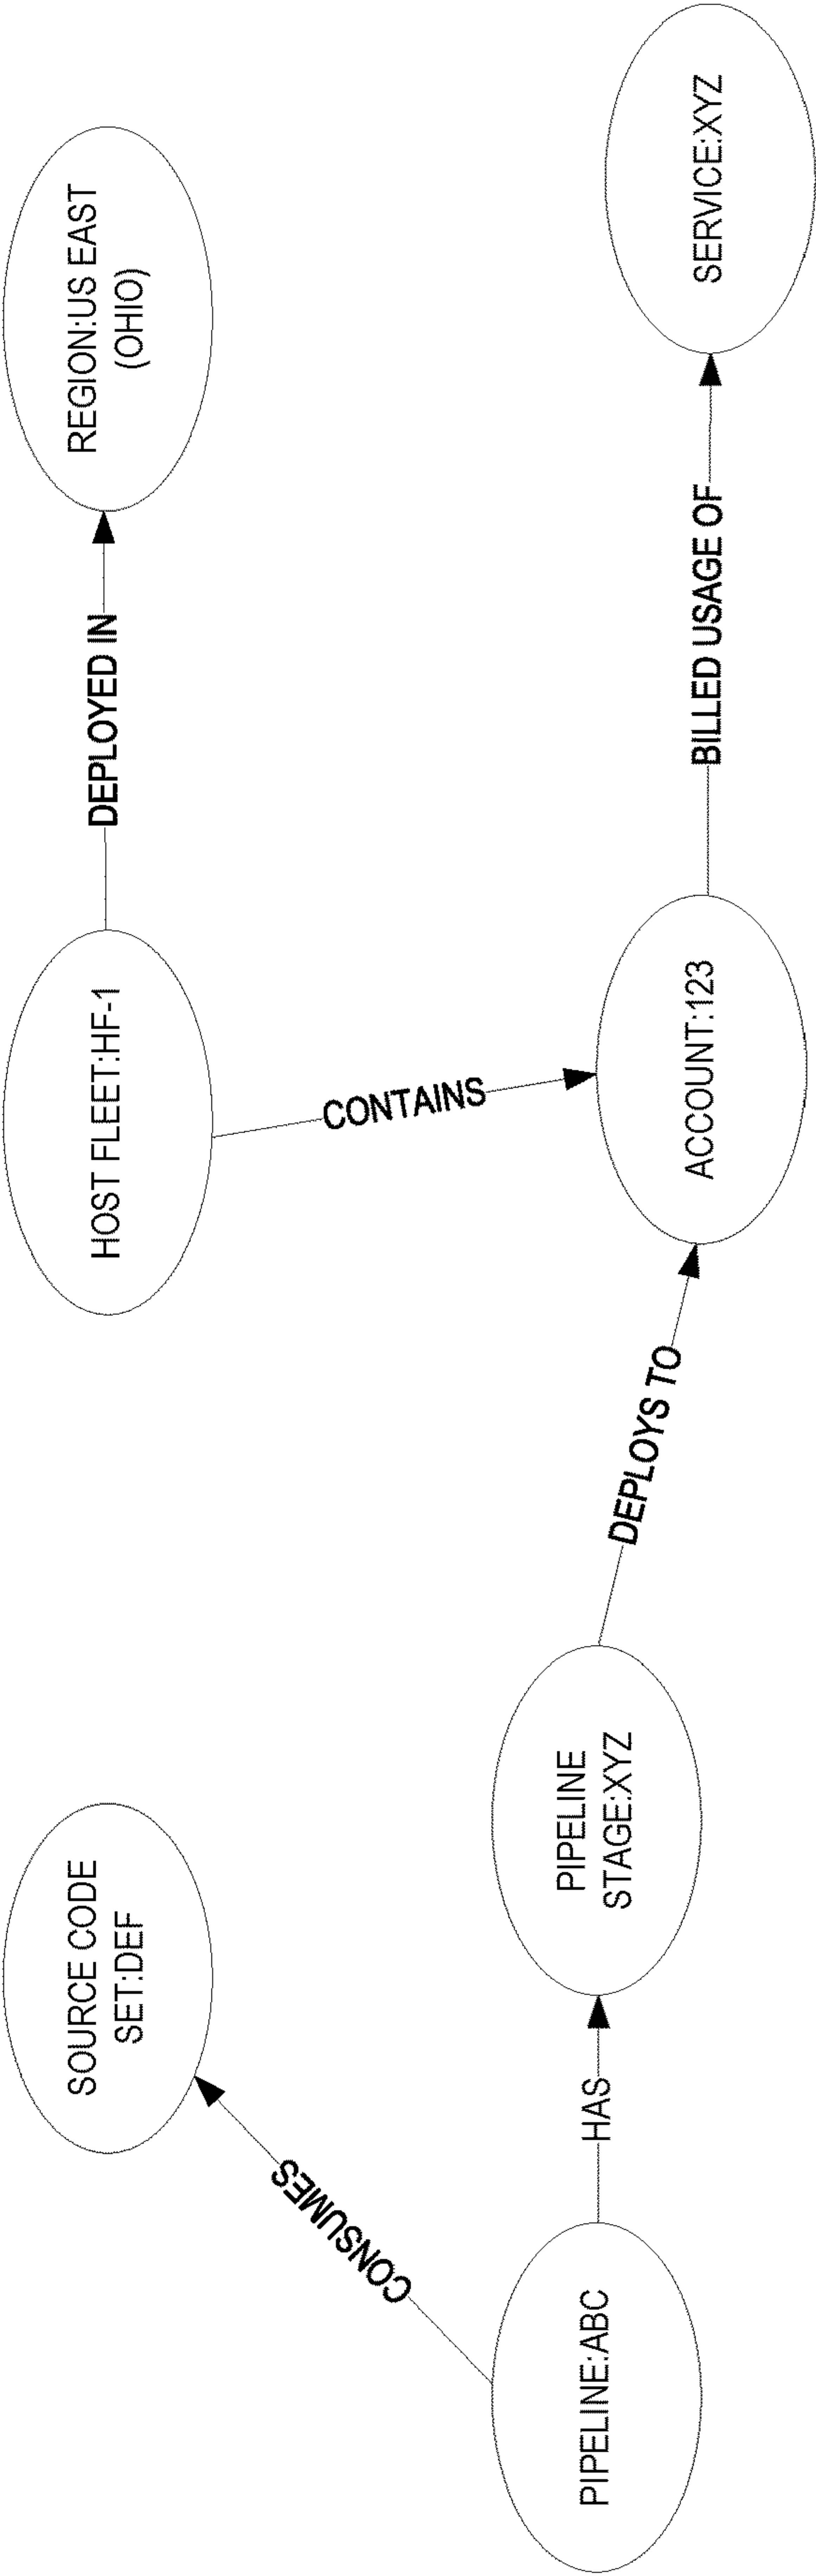 SOURCE CODE
SET:DEF
HOST FLEET:HF-1
DEPLOYED IN
REGION:US EAST
(OHIO)
CONSUMES
CONTAINS
PIPELINE:ABC
HAS
PIPELINE
STAGE:XYZ
DEPLOYS TO
ACCOUNT:123
BILLED USAGE OF
SERVICE:XYZ